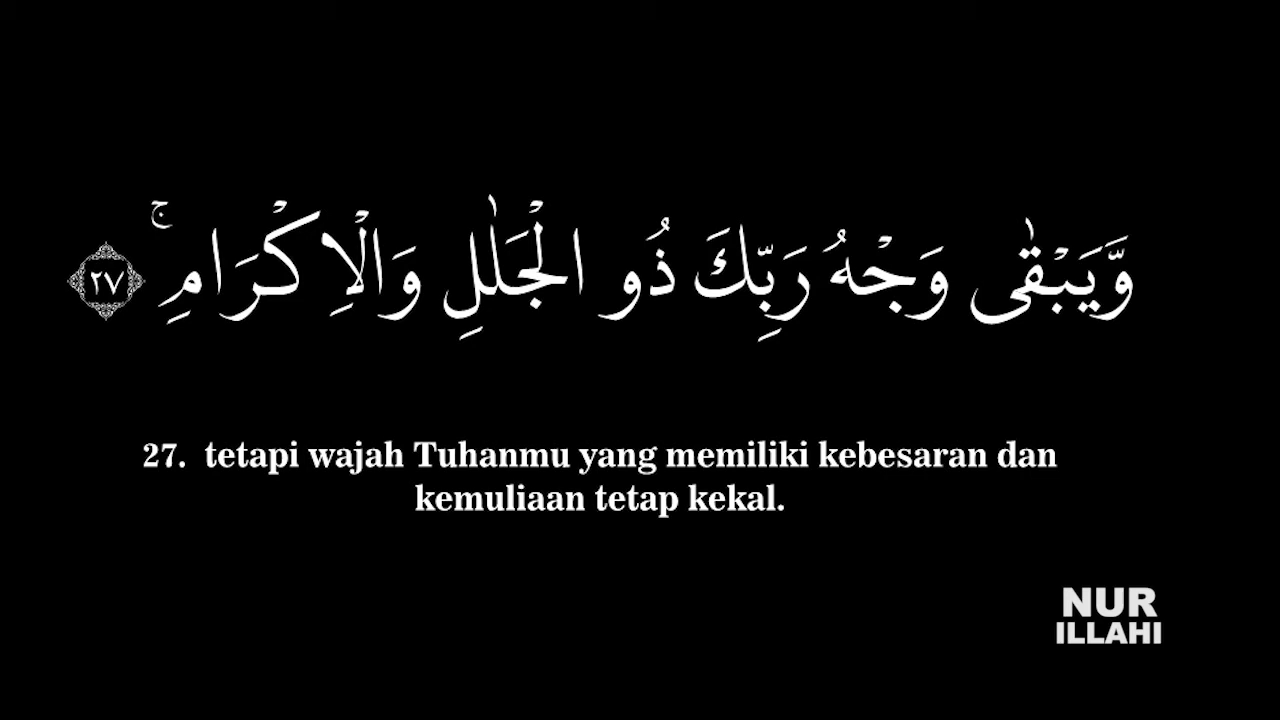 وَّيَبْقٰى وَجْهُ رَبِّكَ ذُو الْجَلٰلِ وَالْاِكْرَامِۚ ٢٧
27. tetapi wajah Tuhanmu yang memiliki kebesaran dan
kemuliaan tetap kekal.
NUR
ILLAHI